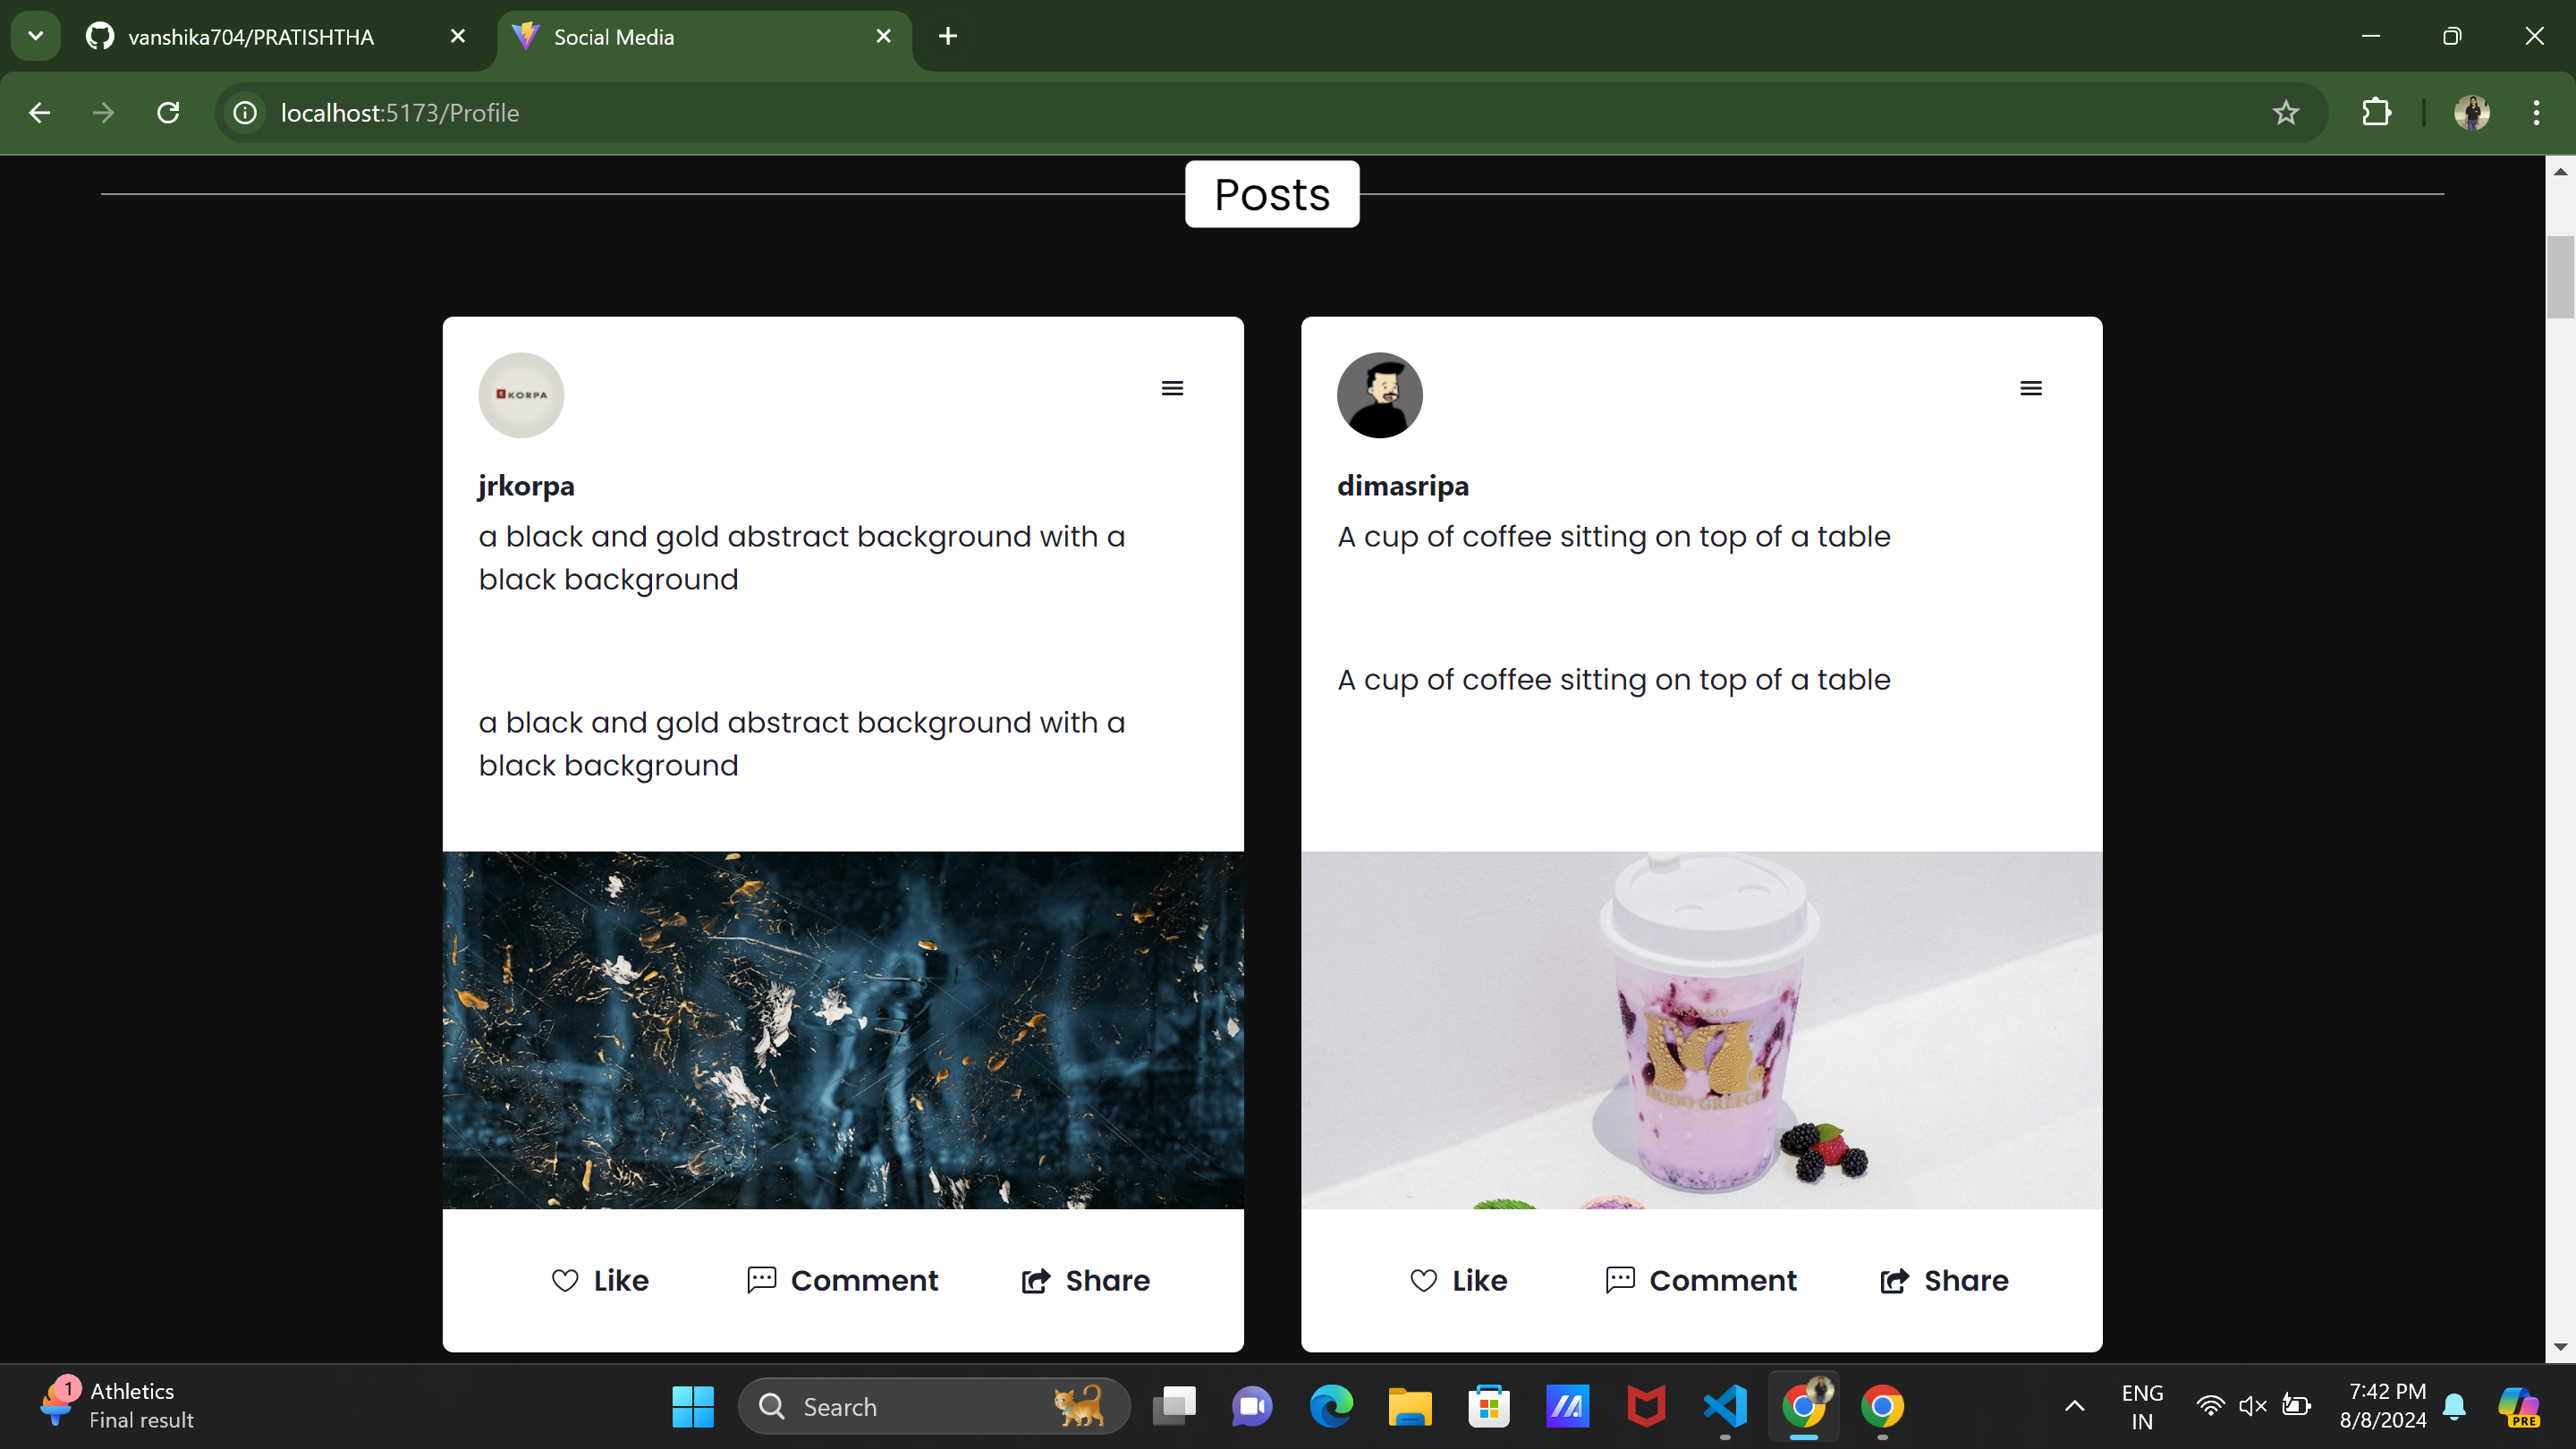 vanshika704/PRATISHTHA
Social Media
localhost:5173/Profile
Posts
KORPA
jrkorpa
a black and gold abstract background with a
black background
a black and gold abstract background with a
black background
Like Comment Share
dimasripa
A cup of coffee sitting on top of a table
A cup of coffee sitting on top of a table
MODO GREECE
Like Comment Share
1
Athletics
Final result
Search
ENG
IN
7:42 PM
8/8/2024
PRE